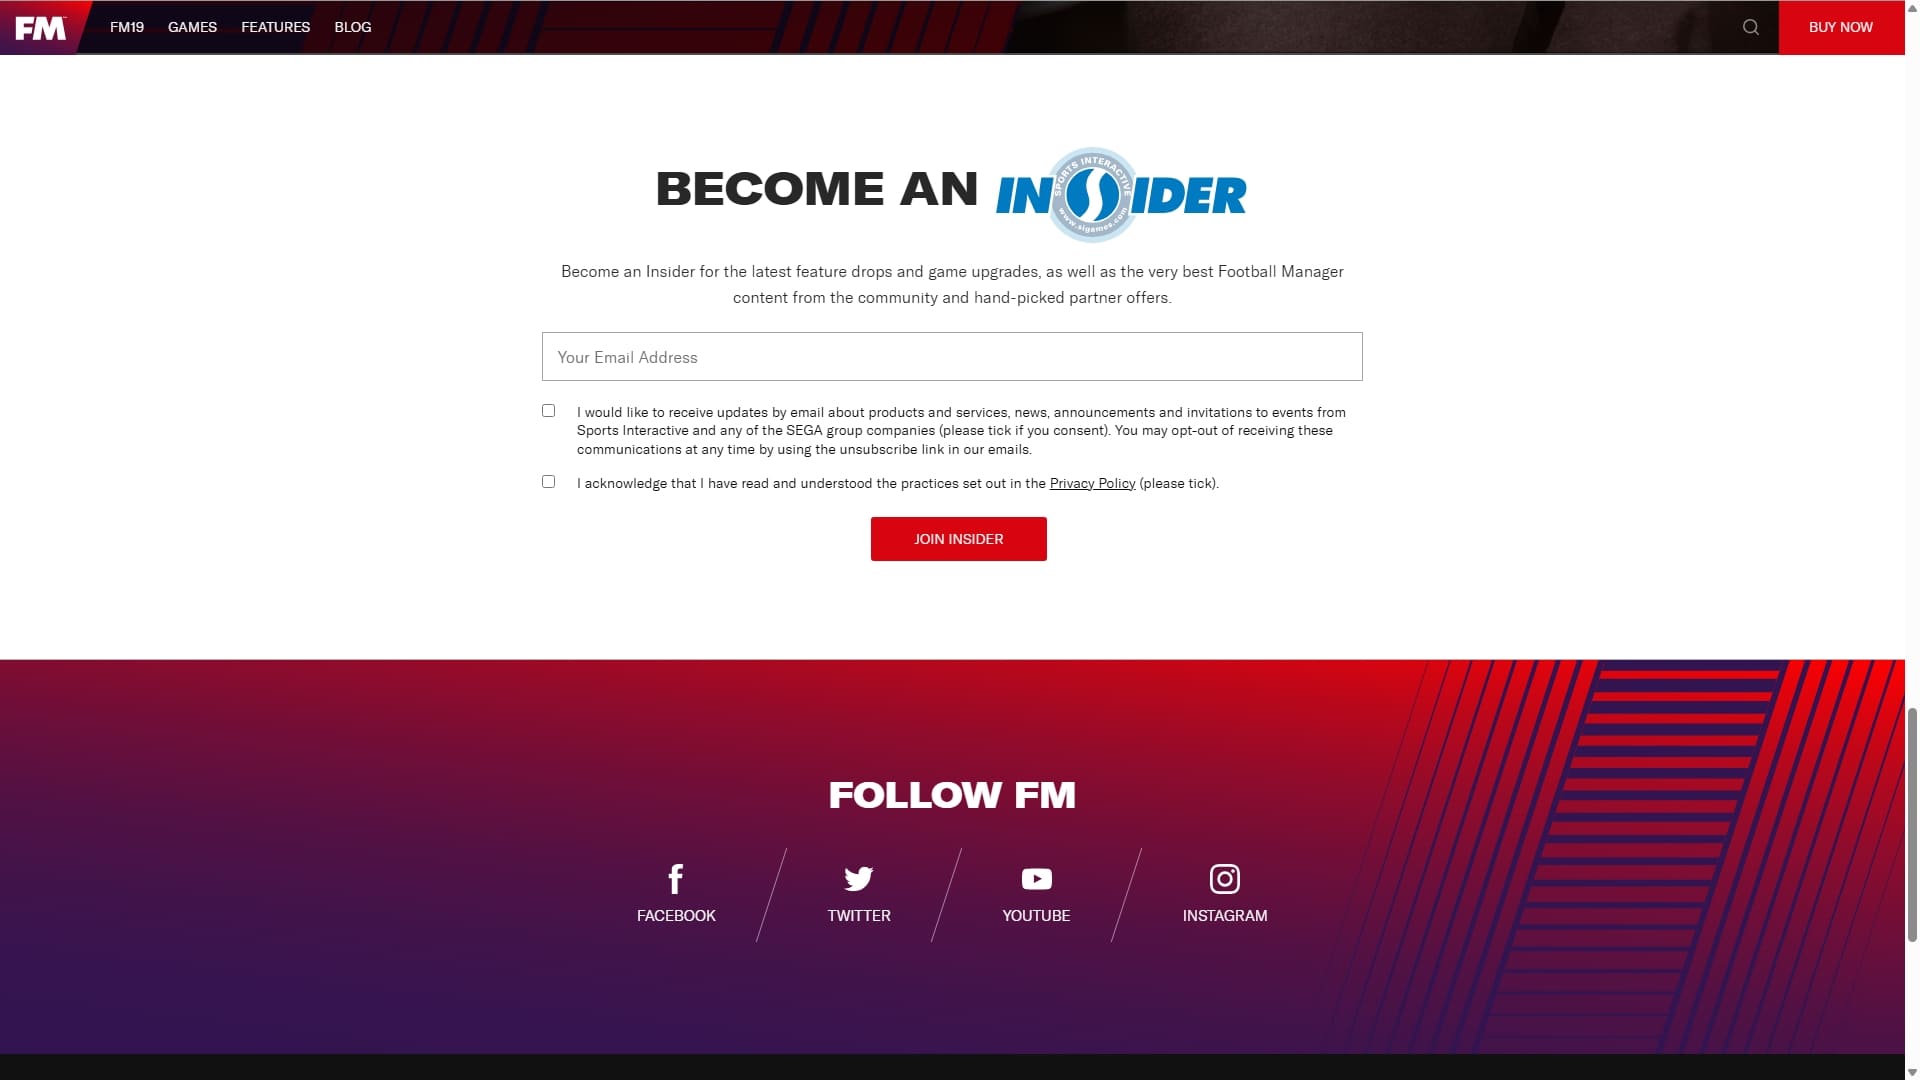 FM
FM19
GAMES
FEATURES
BLOG
BUY NOW
BECOME AN INSIDER
SPORTS INTERACTIVE
www.sigames.com
Become an Insider for the latest feature drops and game upgrades, as well as the very best Football Manager
content from the community and hand-picked partner offers.
Your Email Address
I would like to receive updates by email about products and services, news, announcements and invitations to events from
Sports Interactive and any of the SEGA group companies (please tick if you consent). You may opt-out of receiving these
communications at any time by using the unsubscribe link in our emails.
I acknowledge that I have read and understood the practices set out in the Privacy Policy (please tick).
JOIN INSIDER
FOLLOW FM
FACEBOOK
TWITTER
YOUTUBE
INSTAGRAM